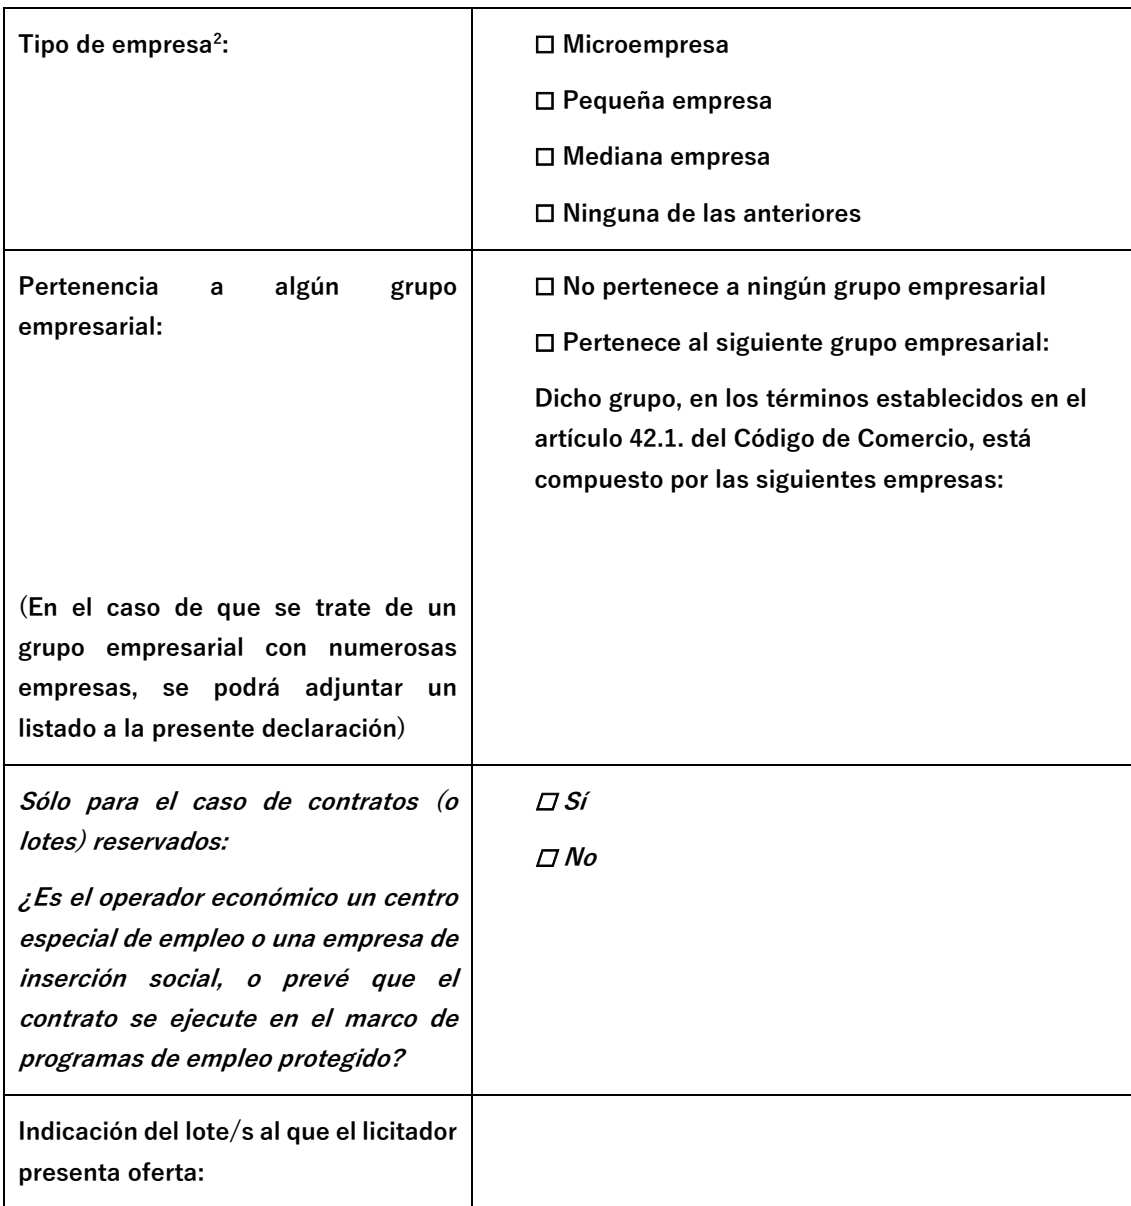 Tipo de empresa²:
☐ Microempresa
☐ Pequeña empresa
☐ Mediana empresa
☐ Ninguna de las anteriores
Pertenencia a algún grupo
empresarial:
(En el caso de que se trate de un
grupo empresarial con numerosas
empresas, se podrá adjuntar un
listado a la presente declaración)
☐ No pertenece a ningún grupo empresarial
☐ Pertenece al siguiente grupo empresarial:
Dicho grupo, en los términos establecidos en el
artículo 42.1. del Código de Comercio, está
compuesto por las siguientes empresas:
Sólo para el caso de contratos (o
lotes) reservados:
¿Es el operador económico un centro
especial de empleo o una empresa de
inserción social, o prevé que el
contrato se ejecute en el marco de
programas de empleo protegido?
☐ Sí
☐ No
Indicación del lote/s al que el licitador
presenta oferta: